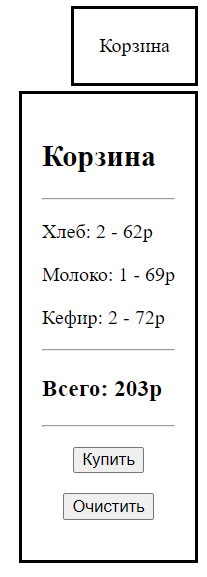 Корзина
Корзина
Хлеб: 2 - 62р
Молоко: 1 - 69р
Кефир: 2 - 72р
Всего: 203р
Купить
Очистить